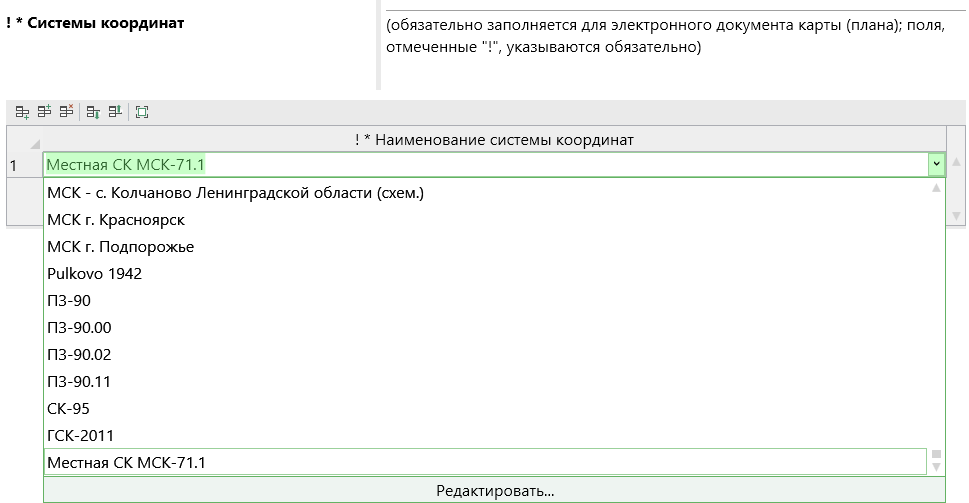 ! * Системы координат
(обязательно заполняется для электронного документа карты (плана); поля,
отмеченные "!", указываются обязательно)
! * Наименование системы координат
1
Местная СК МСК-71.1
МСК - с. Колчаново Ленинградской области (схем.)
МСК г. Красноярск
МСК г. Подпорожье
Pulkovo 1942
ПЗ-90
ПЗ-90.00
ПЗ-90.02
ПЗ-90.11
СК-95
ГСК-2011
Местная СК МСК-71.1
Редактировать...